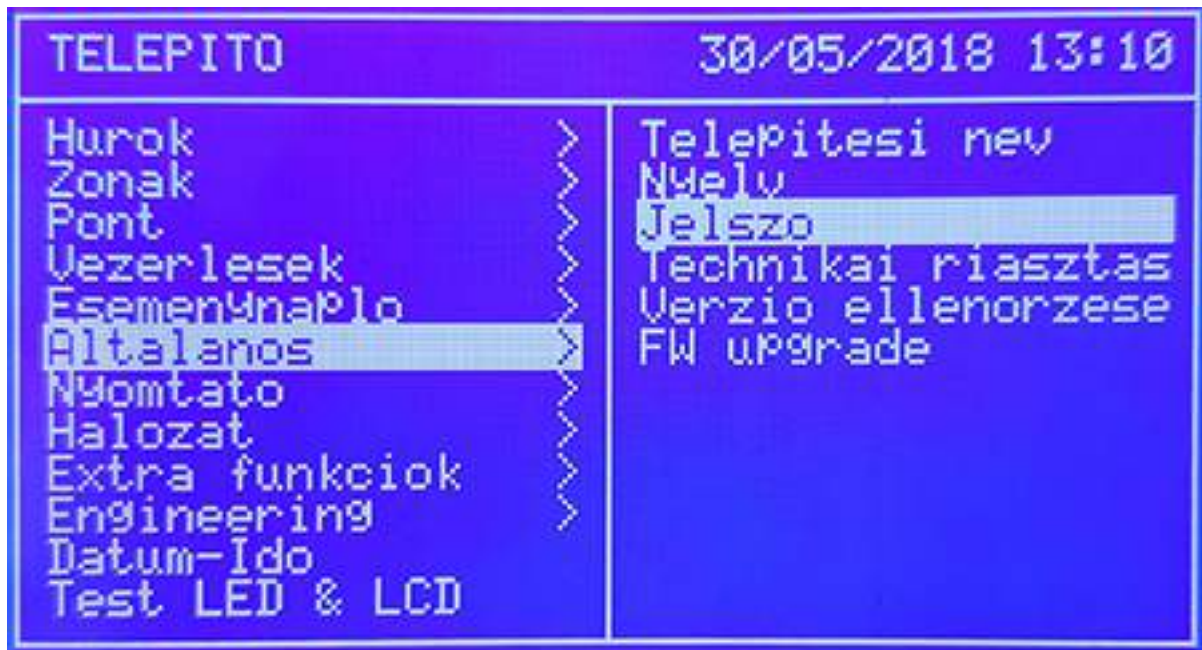 TELEPITO 30/05/2018 13:10
Hurok >
Zonak >
Pont >
Vezerlesek >
Esemenynaplo >
Altalanos >
Nyomtato >
Halozat >
Extra funkciok >
Engineering >
Datum-Ido
Test LED & LCD
Telepitesi nev
Nyelv
Jelszo
Technikai riasztas
Verzio ellenorzese
FW upgrade